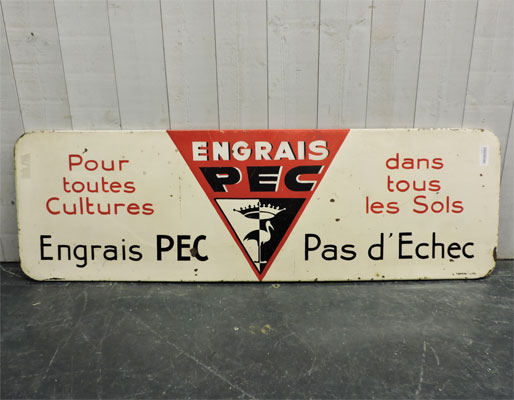 ENGRAIS
PEC
Pour
toutes
Cultures
dans
tous
les Sols
Engrais PEC
Pas d'Echec